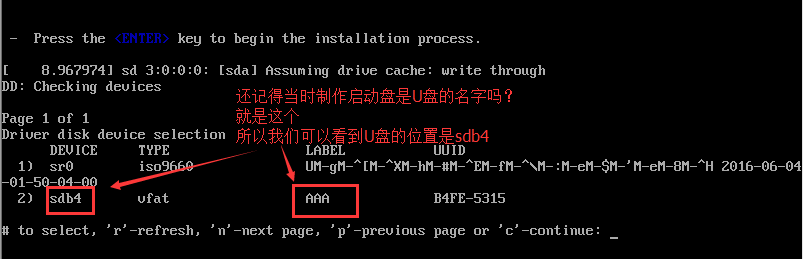 -  Press the <ENTER> key to begin the installation process.
[    8.967974] sd 3:0:0:0: [sda] Assuming drive cache: write through
DD: Checking devices
还记得当时制作启动盘是U盘的名字吗？
就是这个
所以我们可以看到U盘的位置是sdb4
Page 1 of 1
Driver disk device selection
DEVICE TYPE LABEL UUID
1) sr0 iso9660 UM-gM-^[M-^XM-hM-#M-^EM-fM-^\M-:M-eM-$M-'M-eM-8M-^H 2016-06-04
-01-50-04-00
2) sdb4 vfat AAA B4FE-5315
# to select, 'r'-refresh, 'n'-next page, 'p'-previous page or 'c'-continue: _